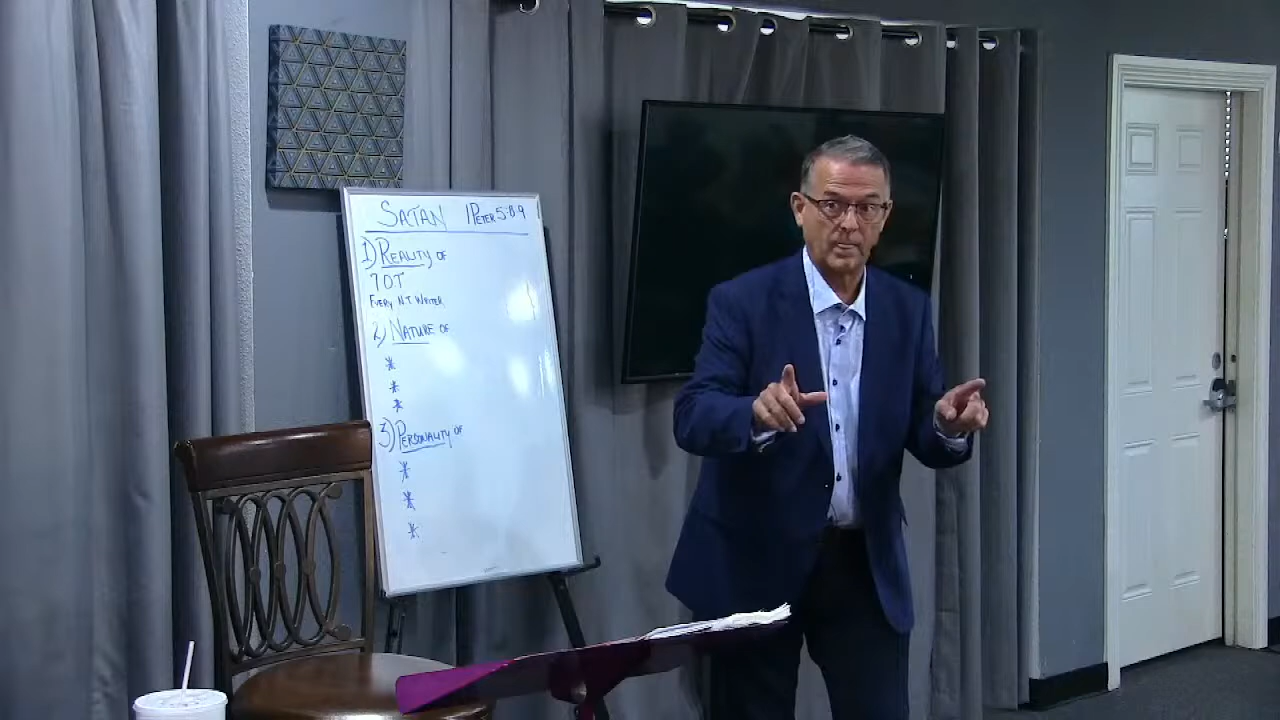 SATAN 1 PETER 5:8-9
1) REALITY OF
7 OT
EVERY N.T. WRITER
2) NATURE OF
*
*
*
3) PERSONALITY OF
*
*
*